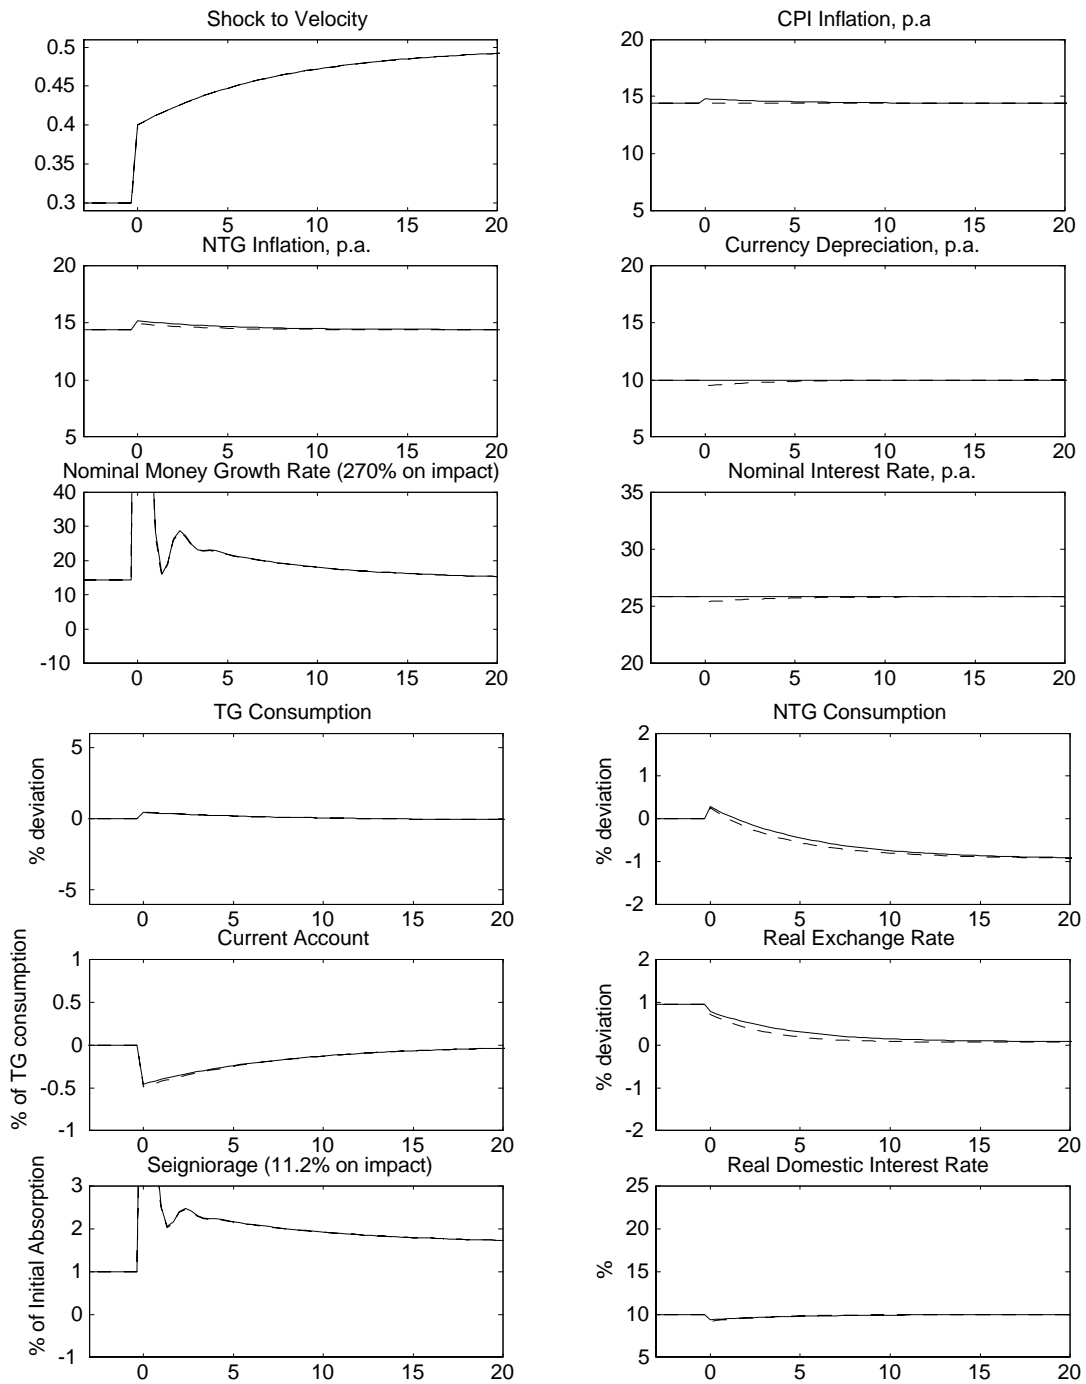 Shock to Velocity
0.5
0.45
0.4
0.35
0.3
0 5 10 15 20
CPI Inflation, p.a
20
15
10
5
0 5 10 15 20
NTG Inflation, p.a.
20
15
10
5
0 5 10 15 20
Currency Depreciation, p.a.
20
15
10
5
0 5 10 15 20
Nominal Money Growth Rate (270% on impact)
40
30
20
10
0
-10
0 5 10 15 20
Nominal Interest Rate, p.a.
35
30
25
20
0 5 10 15 20
TG Consumption
% deviation
5
0
-5
0 5 10 15 20
NTG Consumption
% deviation
2
1
0
-1
-2
0 5 10 15 20
Current Account
% of TG consumption
1
0.5
0
-0.5
-1
0 5 10 15 20
Real Exchange Rate
% deviation
2
1
0
-1
-2
0 5 10 15 20
Seigniorage (11.2% on impact)
% of Initial Absorption
3
2
1
0
-1
0 5 10 15 20
Real Domestic Interest Rate
%
25
20
15
10
5
0 5 10 15 20